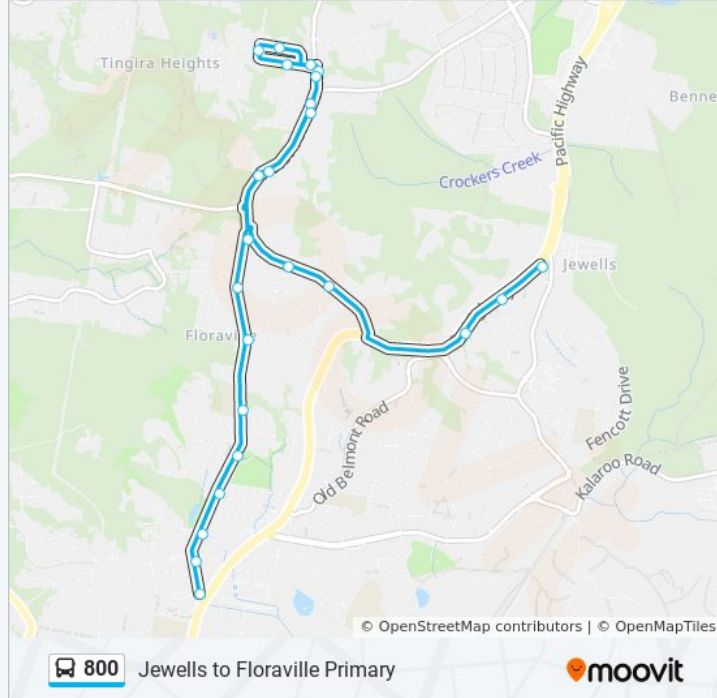 Tingira Heights
Pacific Highway
Benne
Crockers Creek
Jewells
Floraville
Old Belmont Road
Fencott Drive
Kalaroo Road
© OpenStreetMap contributors | © OpenMapTiles
800
Jewells to Floraville Primary
moovit